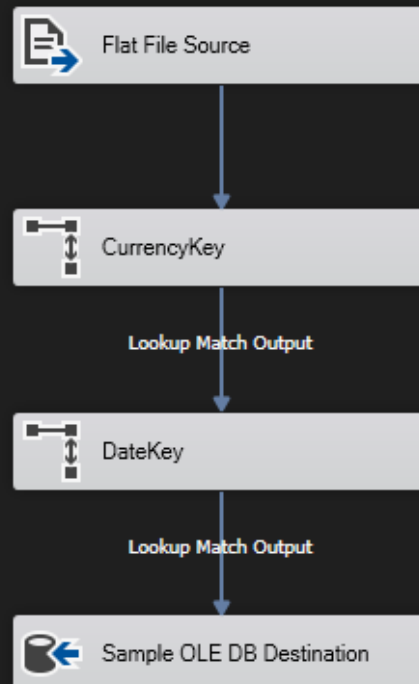 Flat File Source
CurrencyKey
Lookup Match Output
DateKey
Lookup Match Output
Sample OLE DB Destination